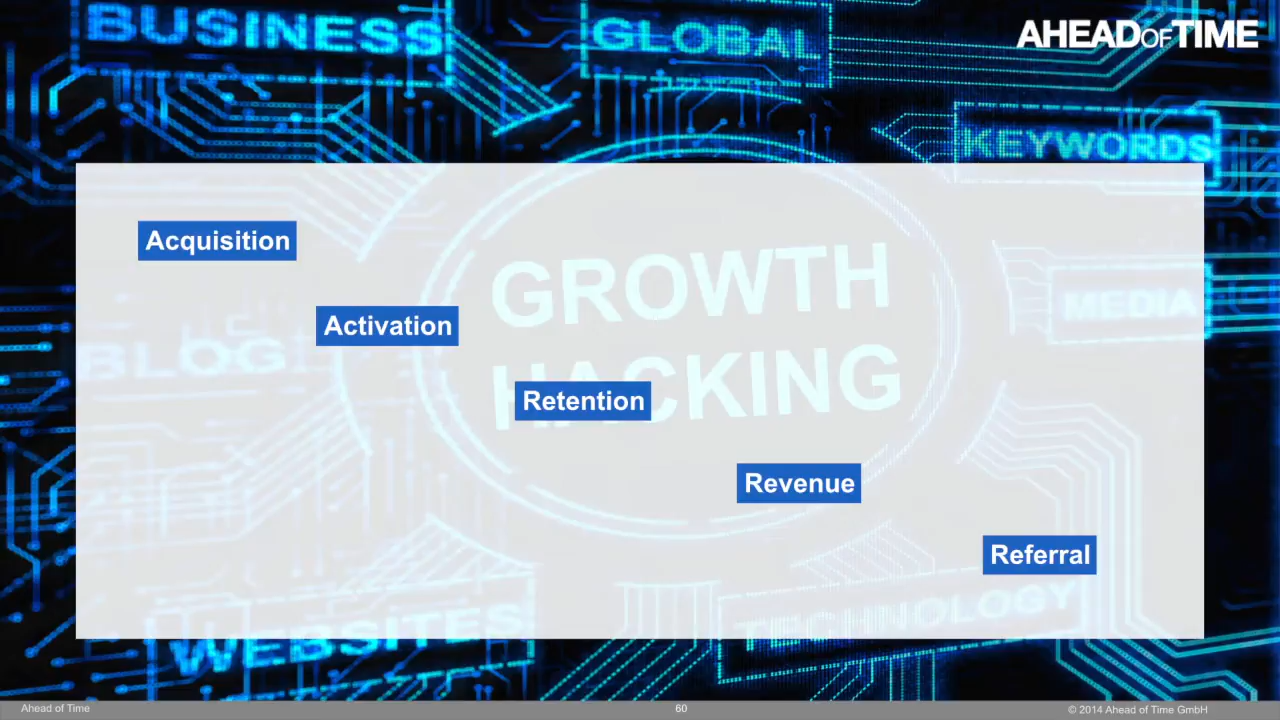 BUSINESS
GLOBAL
AHEADOFTIME
KEYWORDS
Acquisition
GROWTH
MEDIA
Activation
BLOG
HACKING
Retention
Revenue
Referral
WEBSITES
TECHNOLOGY
Ahead of Time
60
© 2014 Ahead of Time GmbH